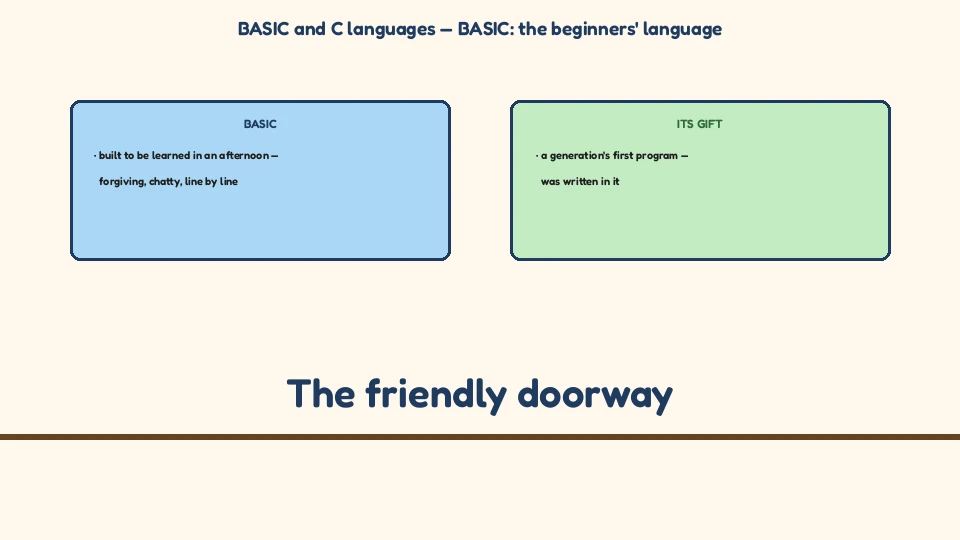 BASIC and C languages — BASIC: the beginners' language
BASIC
· built to be learned in an afternoon —
forgiving, chatty, line by line
ITS GIFT
· a generation's first program —
was written in it
The friendly doorway